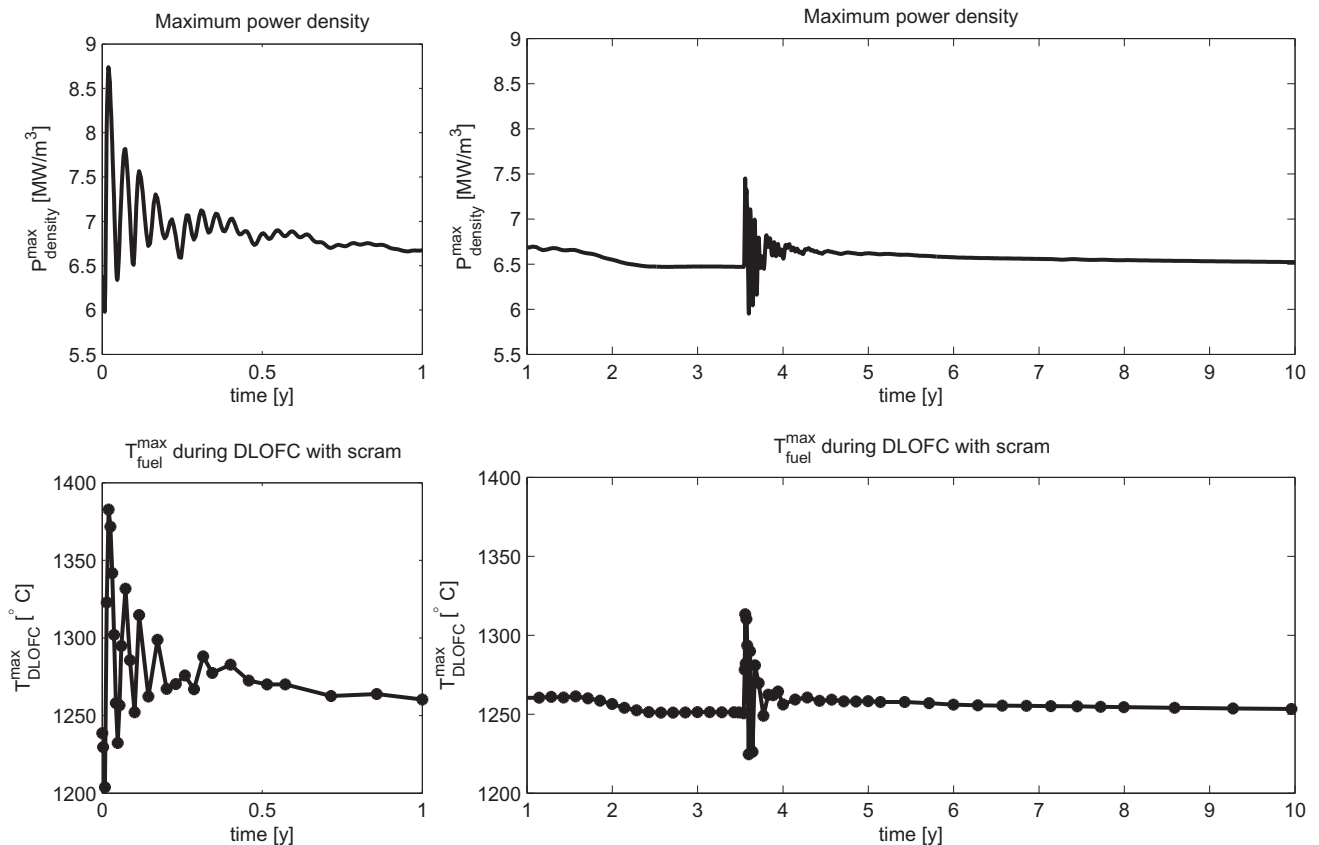 Maximum power density
9
8.5
8
7.5
7
6.5
6
5.5
P^max_density [MW/m³]
0 0.5 1
time [y]
Maximum power density
9
8.5
8
7.5
7
6.5
6
5.5
P^max_density [MW/m³]
1 2 3 4 5 6 7 8 9 10
time [y]
T^max_fuel during DLOFC with scram
1400
1350
1300
1250
1200
T^max_DLOFC [° C]
0 0.5 1
time [y]
T^max_fuel during DLOFC with scram
1400
1350
1300
1250
1200
T^max_DLOFC [° C]
1 2 3 4 5 6 7 8 9 10
time [y]